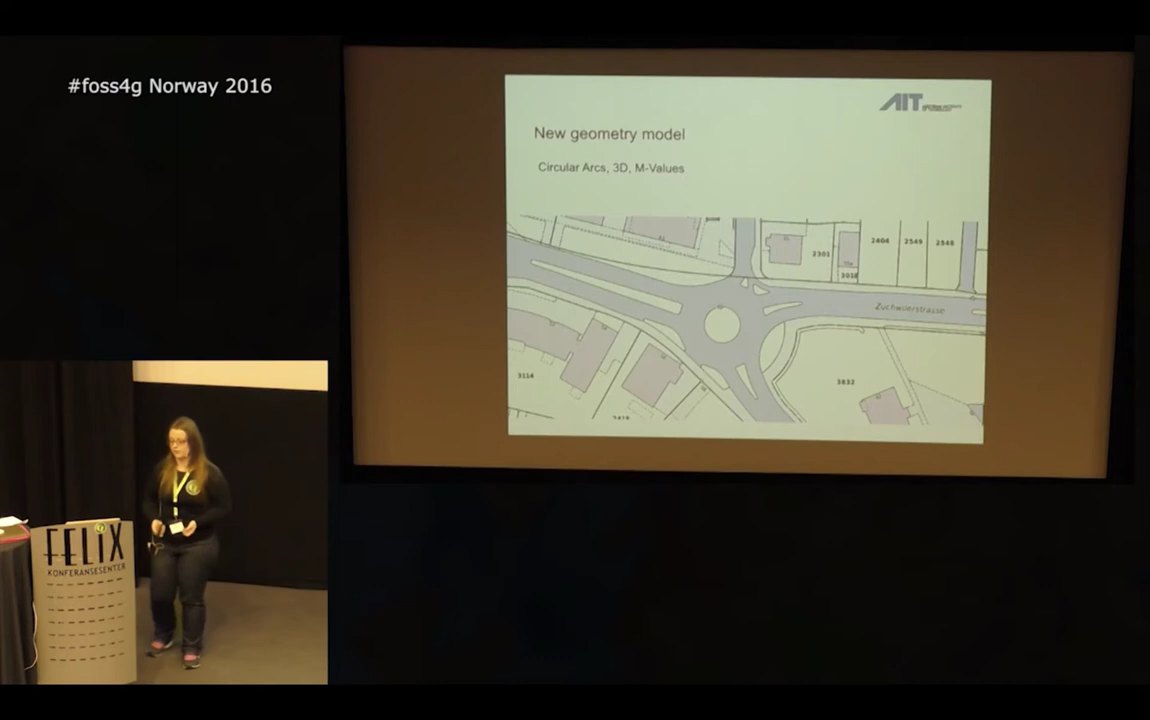 #foss4g Norway 2016
AIT
New geometry model
Circular Arcs, 3D, M-Values
2301
3018
2404
2549
2548
Zuchwilerstrasse
3114
3832
FELIX
KONFERANSESENTER